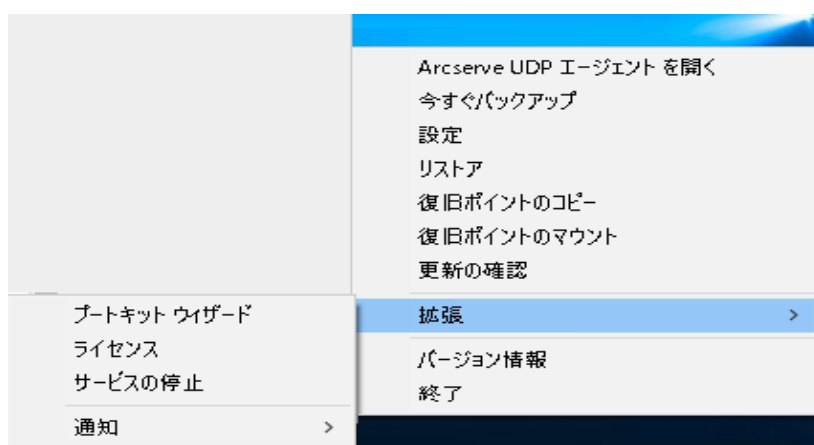 Arcserve UDP エージェント を開く
今すぐバックアップ
設定
リストア
復旧ポイントのコピー
復旧ポイントのマウント
更新の確認
拡張 >
バージョン情報
終了
ブートキット ウィザード
ライセンス
サービスの停止
通知 >